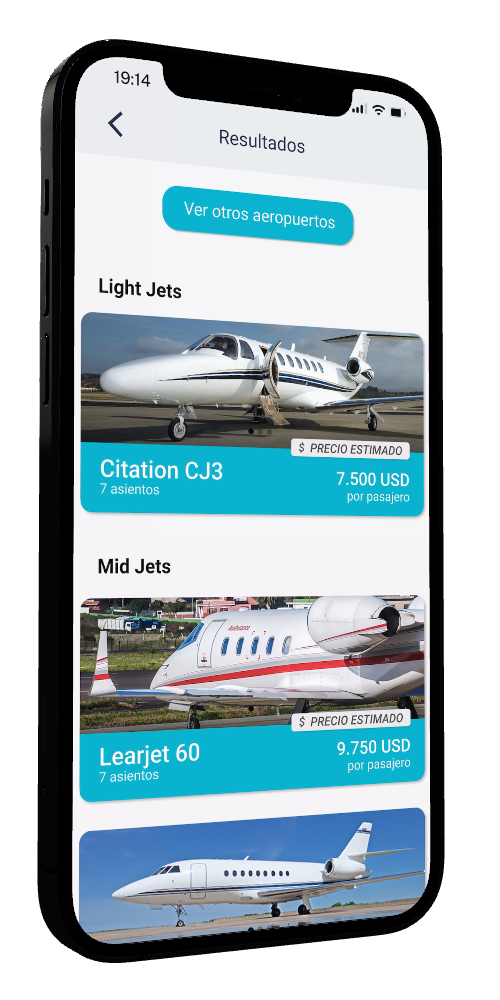 19:14
Resultados
Ver otros aeropuertos
Light Jets
$ PRECIO ESTIMADO
Citation CJ3
7 asientos
7.500 USD
por pasajero
Mid Jets
$ PRECIO ESTIMADO
Learjet 60
7 asientos
9.750 USD
por pasajero